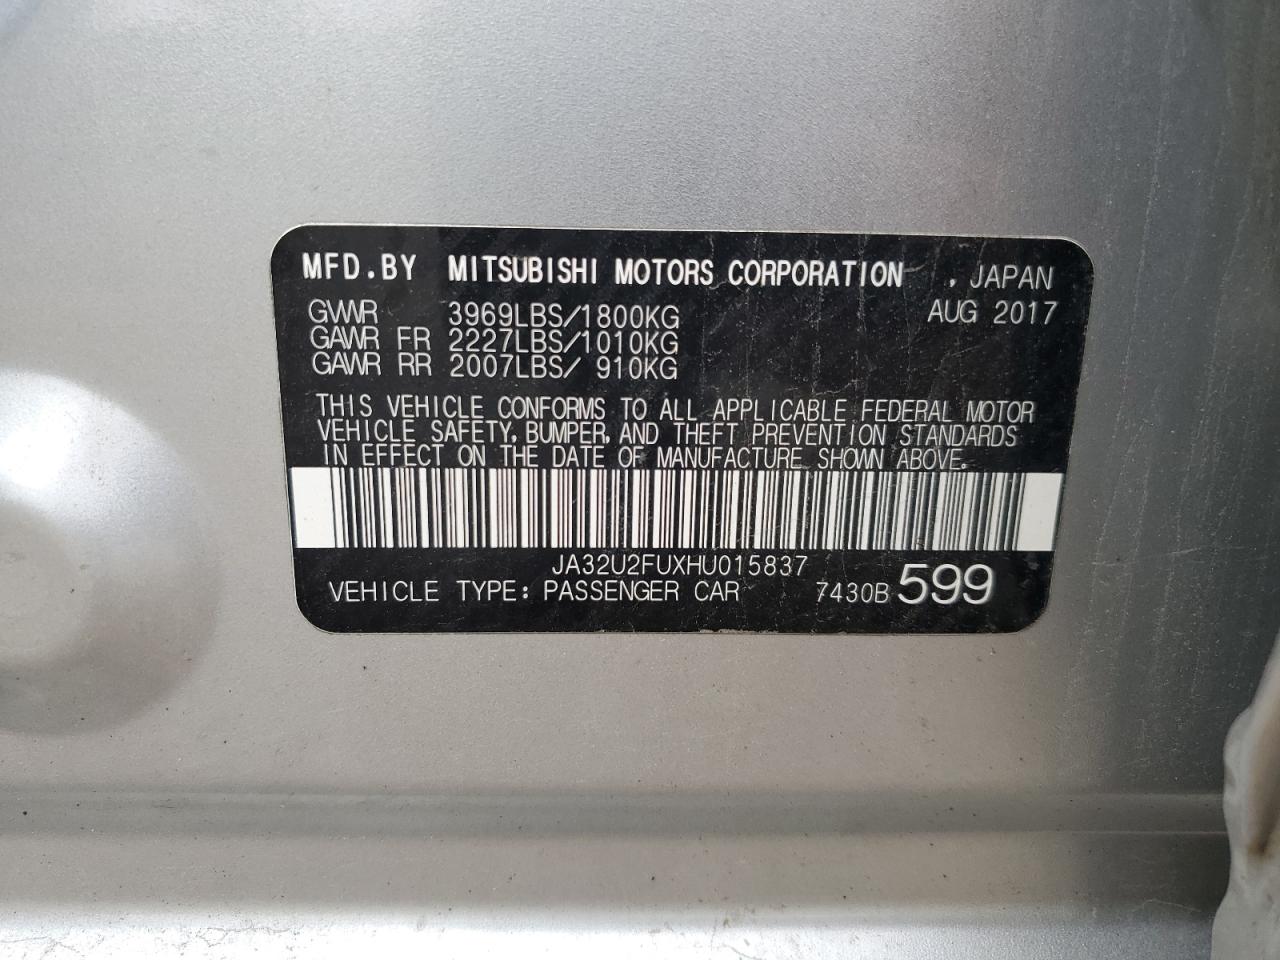 MFD.BY MITSUBISHI MOTORS CORPORATION , JAPAN
GVWR 3969LBS/1800KG AUG 2017
GAWR FR 2227LBS/1010KG
GAWR RR 2007LBS/ 910KG
THIS VEHICLE CONFORMS TO ALL APPLICABLE FEDERAL MOTOR
VEHICLE SAFETY, BUMPER, AND THEFT PREVENTION STANDARDS
IN EFFECT ON THE DATE OF MANUFACTURE SHOWN ABOVE.
JA32U2FUXHU015837
VEHICLE TYPE: PASSENGER CAR 7430B 599